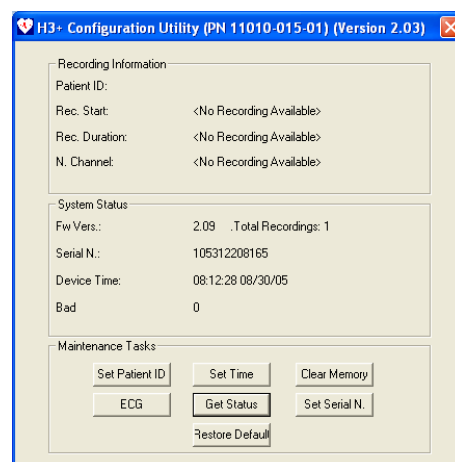 H3+ Configuration Utility (PN 11010-015-01) (Version 2.03)
Recording Information
Patient ID:
Rec. Start: <No Recording Available>
Rec. Duration: <No Recording Available>
N. Channel: <No Recording Available>
System Status
Fw Vers.: 2.09 .Total Recordings: 1
Serial N.: 105312208165
Device Time: 08:12:28 08/30/05
Bad 0
Maintenance Tasks
Set Patient ID Set Time Clear Memory
ECG Get Status Set Serial N.
Restore Default